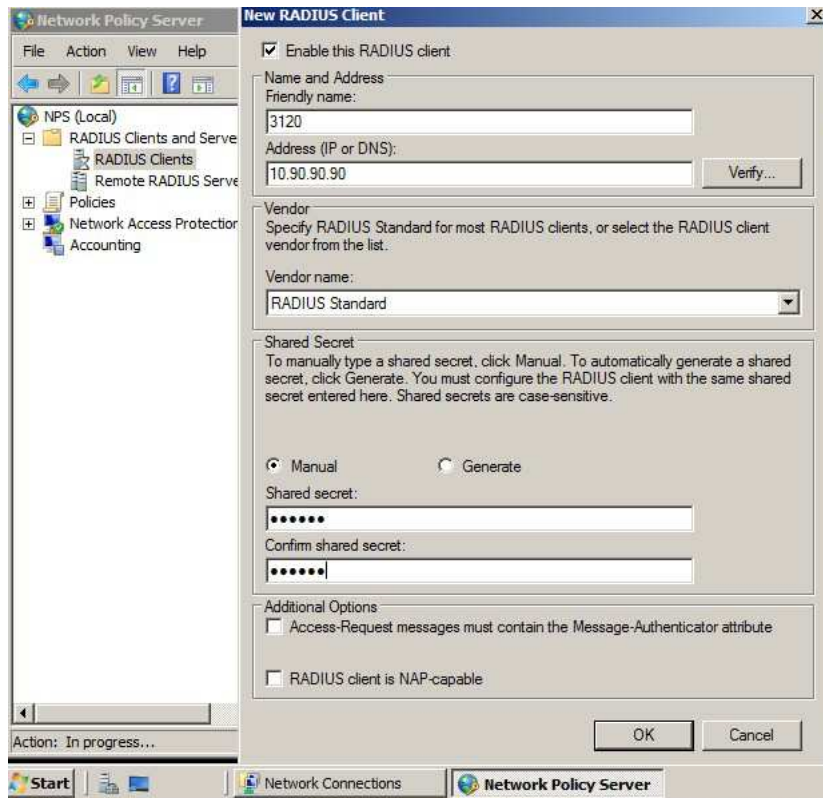 Network Policy Server
File Action View Help
NPS (Local)
RADIUS Clients and Serve
RADIUS Clients
Remote RADIUS Serve
Policies
Network Access Protection
Accounting
Action: In progress...
New RADIUS Client
Enable this RADIUS client
Name and Address
Friendly name:
3120
Address (IP or DNS):
10.90.90.90
Verify...
Vendor
Specify RADIUS Standard for most RADIUS clients, or select the RADIUS client
vendor from the list.
Vendor name:
RADIUS Standard
Shared Secret
To manually type a shared secret, click Manual. To automatically generate a shared
secret, click Generate. You must configure the RADIUS client with the same shared
secret entered here. Shared secrets are case-sensitive.
Manual Generate
Shared secret:
••••••
Confirm shared secret:
••••••
Additional Options
Access-Request messages must contain the Message-Authenticator attribute
RADIUS client is NAP-capable
OK Cancel
Start Network Connections Network Policy Server